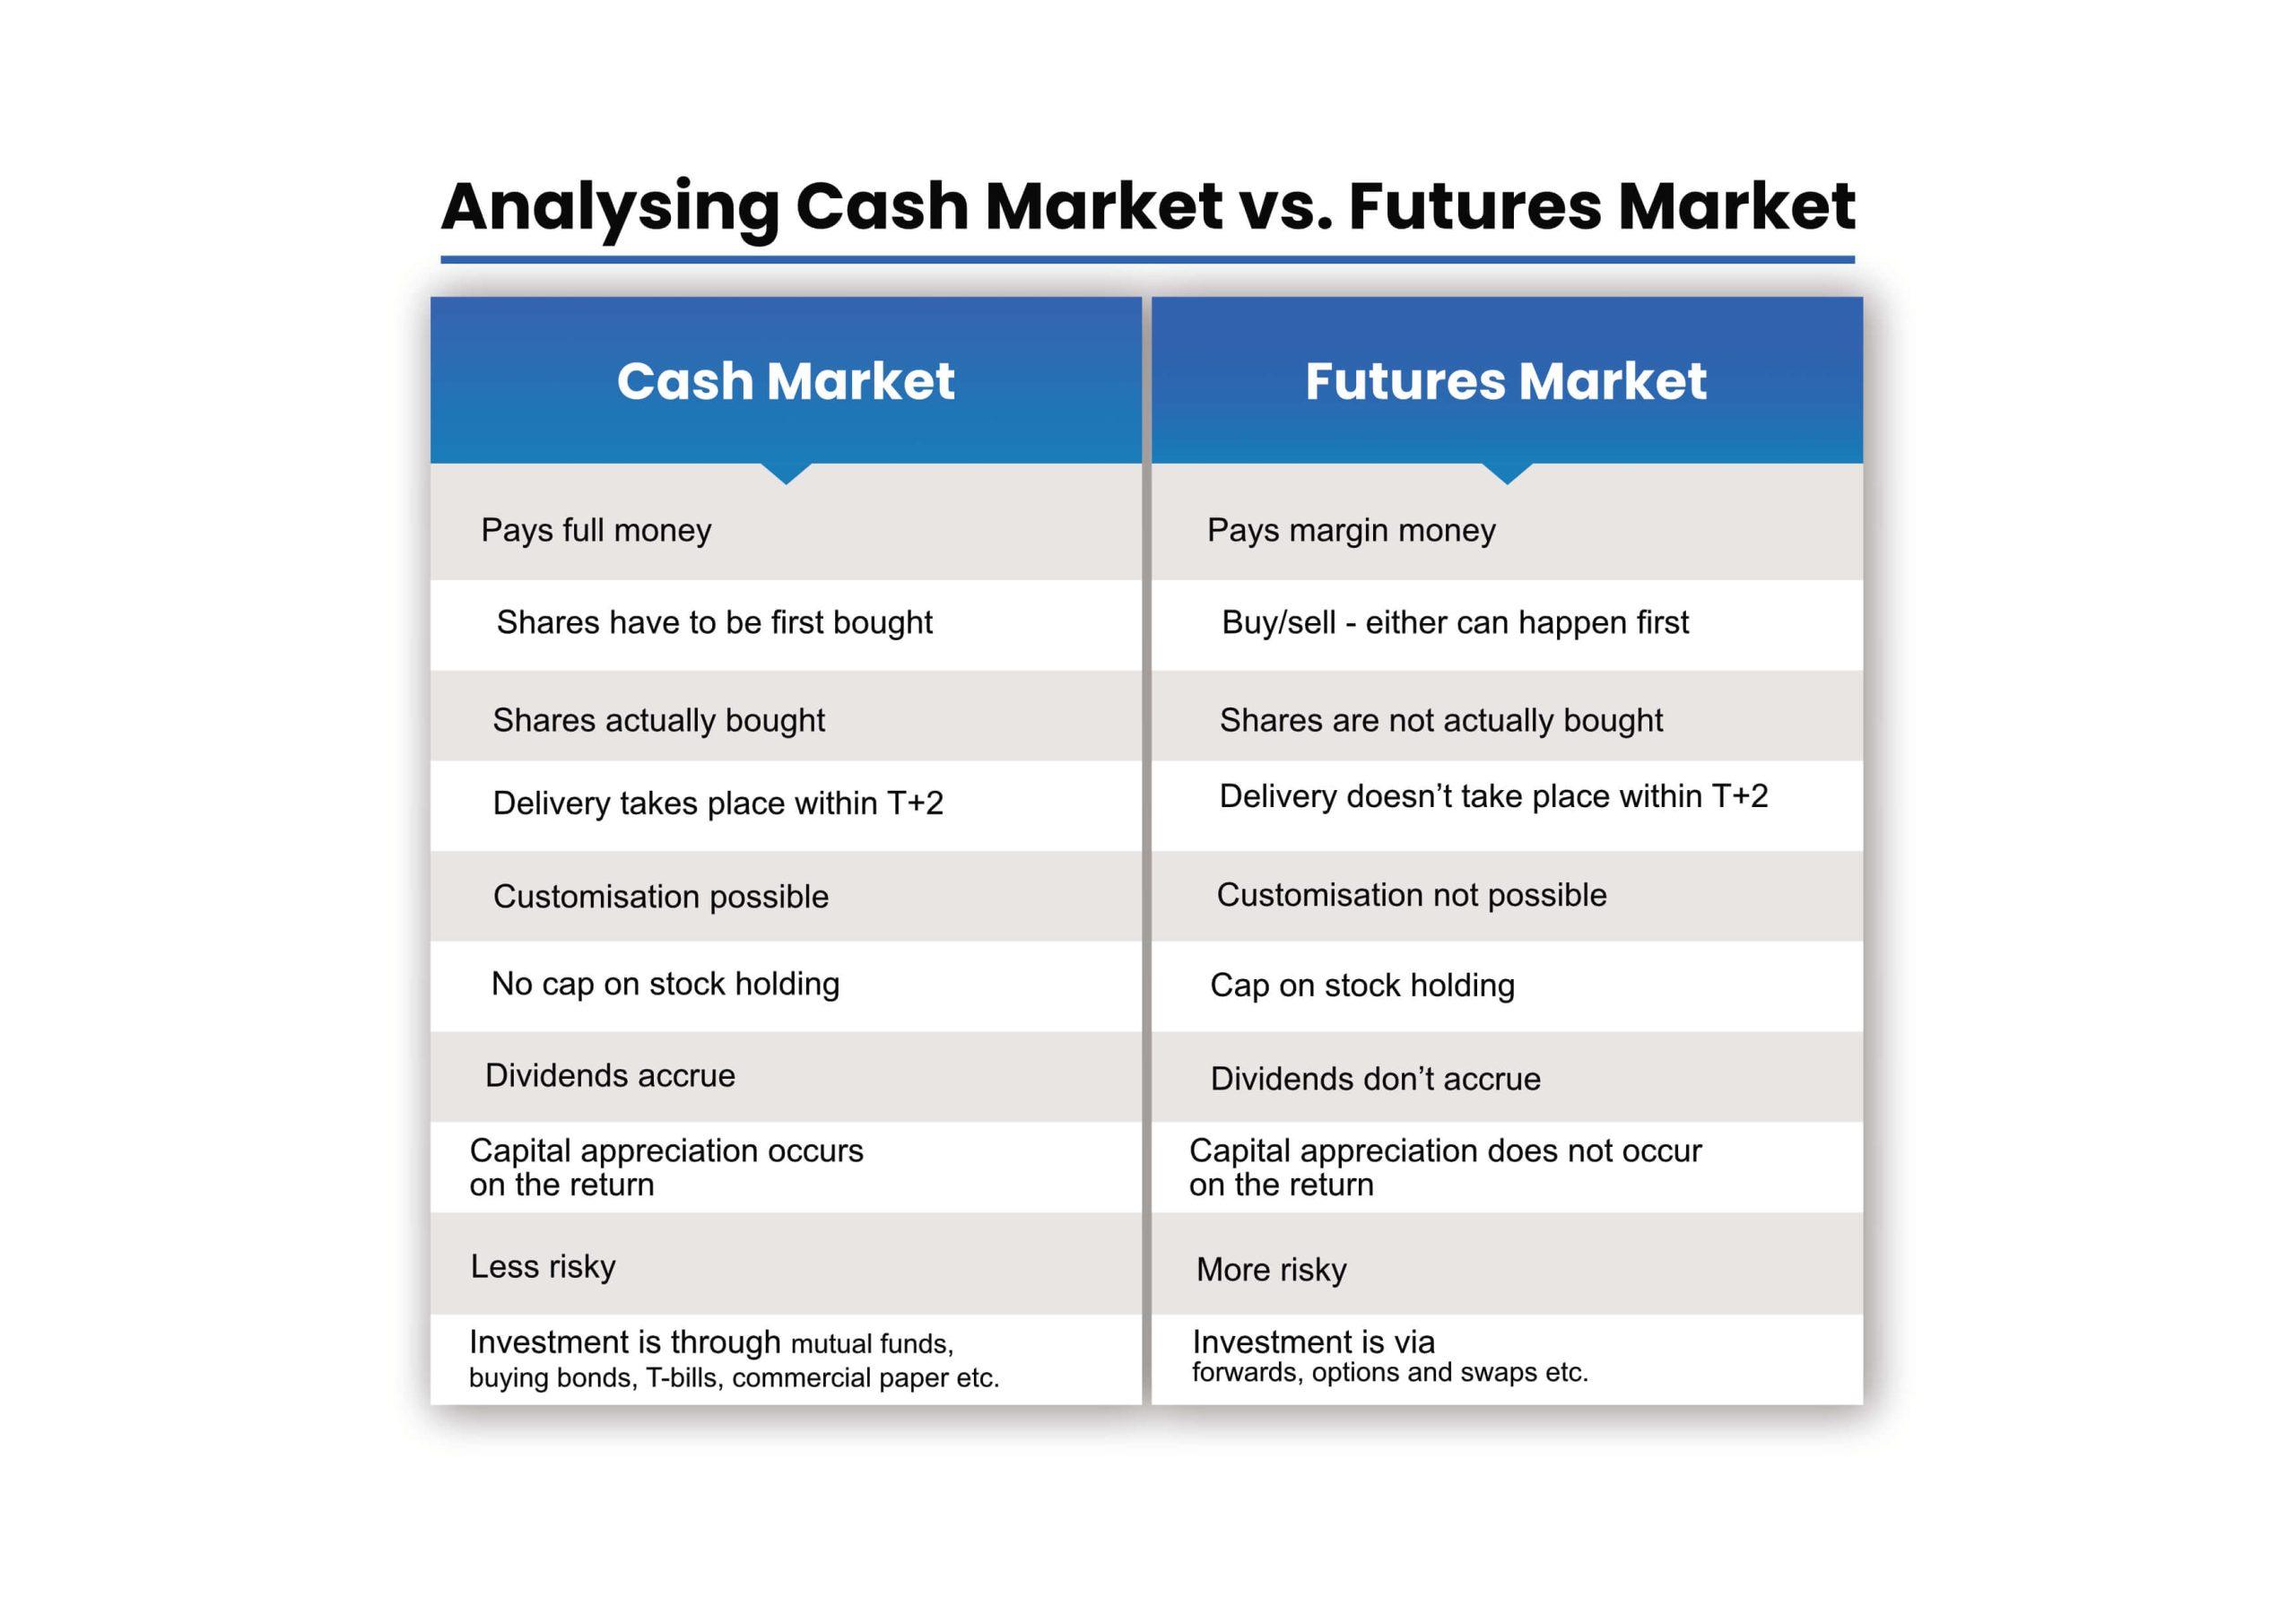 Analysing Cash Market vs. Futures Market
Cash Market
Futures Market
Pays full money
Pays margin money
Shares have to be first bought
Buy/sell - either can happen first
Shares actually bought
Shares are not actually bought
Delivery takes place within T+2
Delivery doesn’t take place within T+2
Customisation possible
Customisation not possible
No cap on stock holding
Cap on stock holding
Dividends accrue
Dividends don’t accrue
Capital appreciation occurs
on the return
Capital appreciation does not occur
on the return
Less risky
More risky
Investment is through mutual funds,
buying bonds, T-bills, commercial paper etc.
Investment is via
forwards, options and swaps etc.